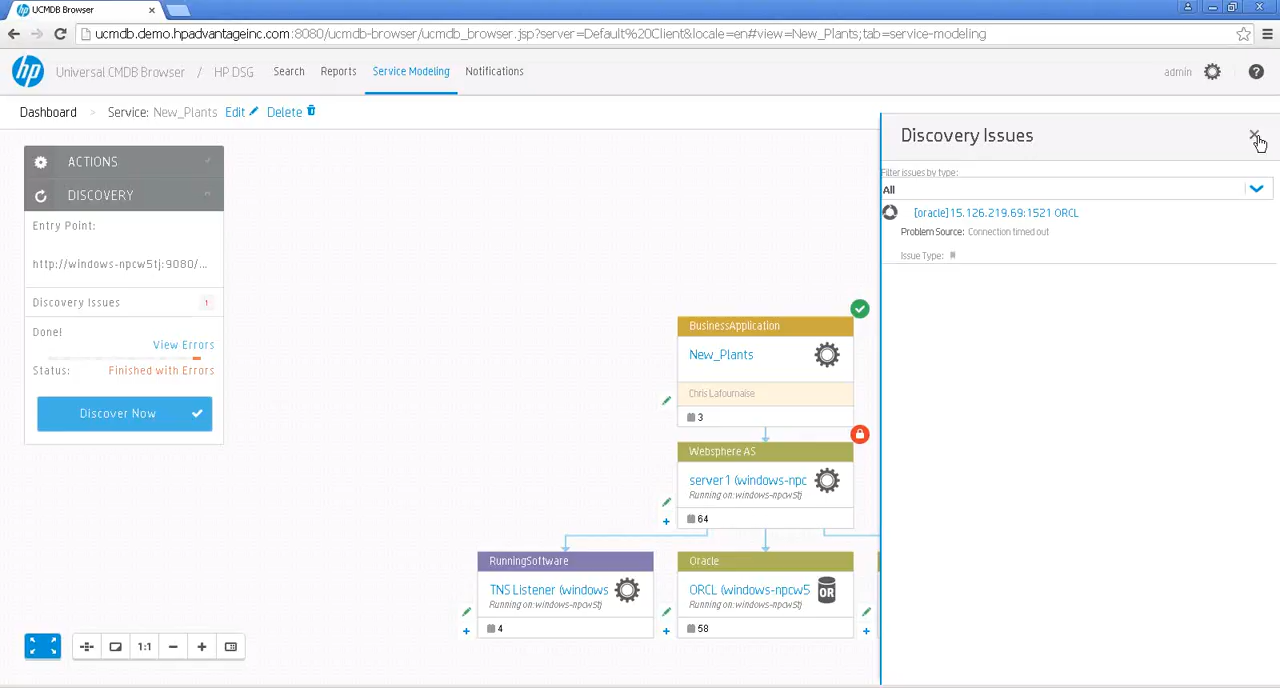 UCMDB Browser
ucmdb.demo.hpadvantageinc.com:8080/ucmdb-browser/ucmdb_browser.jsp?server=Default%20Client&locale=en#view=New_Plants;tab=service-modeling
hp Universal CMDB Browser / HP DSG Search Reports Service Modeling Notifications admin
Dashboard > Service: New_Plants Edit Delete
ACTIONS
DISCOVERY
Entry Point:
http://windows-npcw5tj:9080/...
Discovery Issues 1
Done!
View Errors
Status: Finished with Errors
Discover Now
BusinessApplication
New_Plants
Chris Lafournaise
3
Websphere AS
server1 (windows-npc
Running on: windows-npcw5tj
64
RunningSoftware
TNS Listener (windows
Running on: windows-npcw5tj
4
Oracle
ORCL (windows-npcw5
Running on: windows-npcw5tj
OR
58
1:1
Discovery Issues
Filter issues by type:
All
[oracle]15.126.219.69:1521 ORCL
Problem Source: Connection timed out
Issue Type: